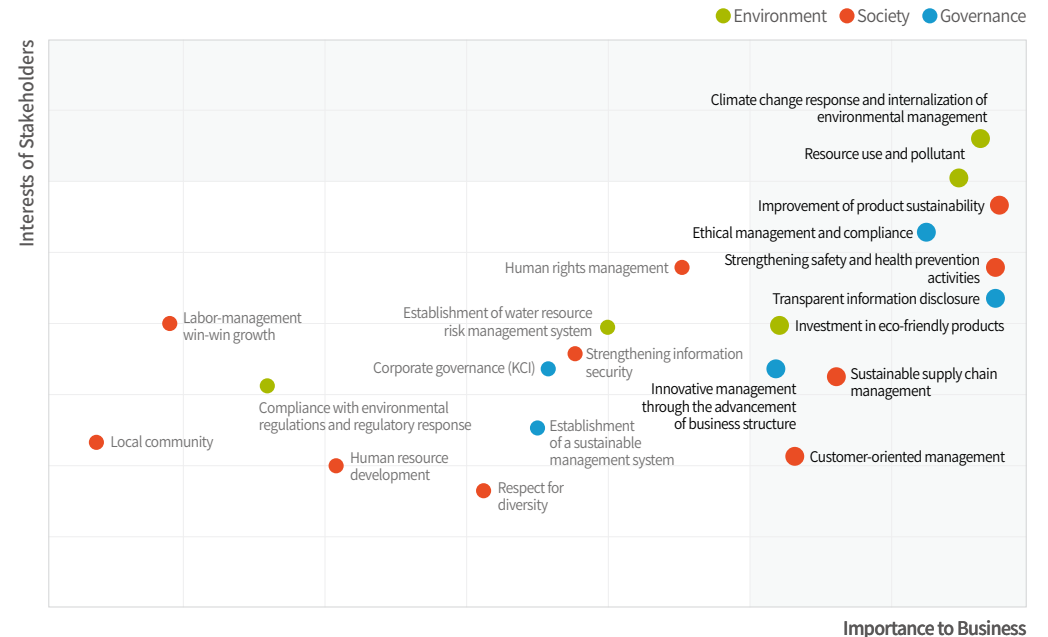 Environment
Society
Governance
Interests of Stakeholders
Climate change response and internalization of
environmental management
Resource use and pollutant
Improvement of product sustainability
Ethical management and compliance
Strengthening safety and health prevention
activities
Human rights management
Transparent information disclosure
Labor-management
win-win growth
Establishment of water resource
risk management system
Investment in eco-friendly products
Strengthening information
security
Corporate governance (KCI)
Innovative management
through the advancement
of business structure
Sustainable supply chain
management
Compliance with environmental
regulations and regulatory response
Establishment
of a sustainable
management system
Local community
Human resource
development
Customer-oriented management
Respect for
diversity
Importance to Business